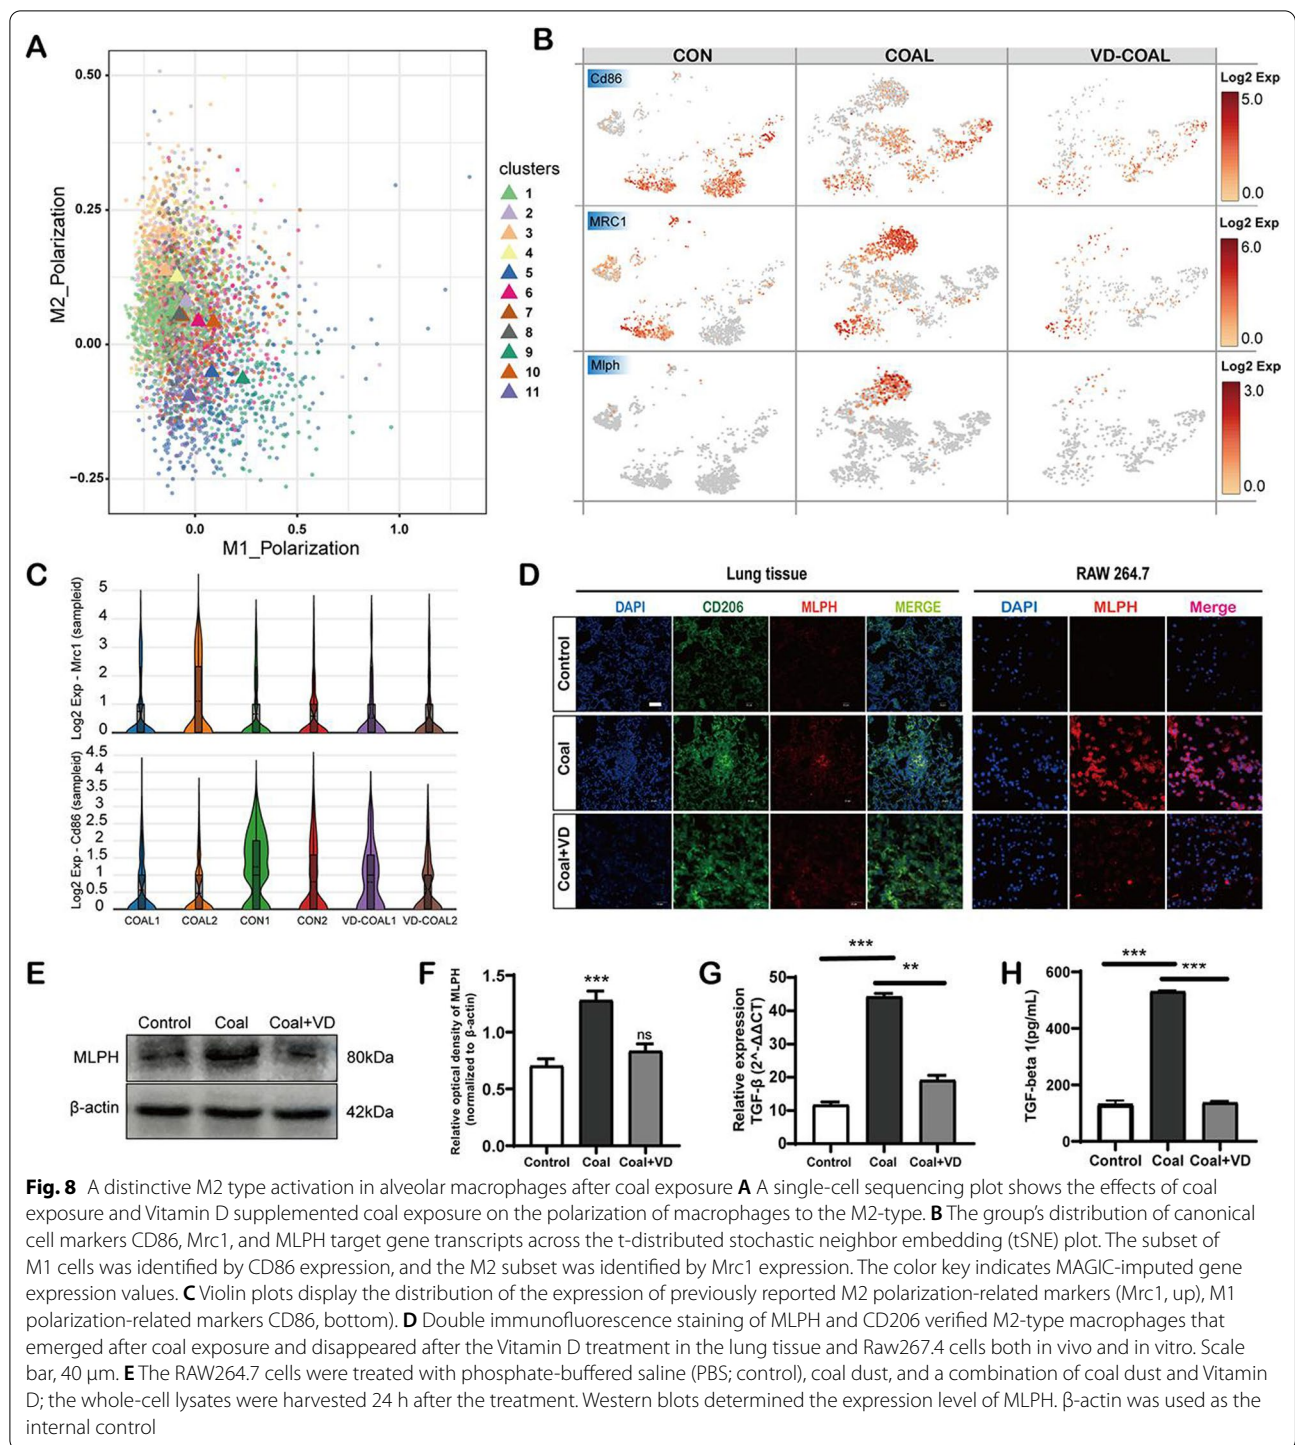 A
0.50
0.25
0.00
−0.25
M2_Polarization
0.0 0.5 1.0
M1_Polarization
clusters
1
2
3
4
5
6
7
8
9
10
11
B
CON COAL VD-COAL
Cd86
MRC1
Mlph
Log2 Exp
5.0
0.0
Log2 Exp
6.0
0.0
Log2 Exp
3.0
0.0
C
Log2 Exp - Mrc1 (sampleid)
5
4
3
2
1
0
Log2 Exp - Cd86 (sampleid)
4.5
4
3.5
3
2.5
2
1.5
1
0.5
0
COAL1 COAL2 CON1 CON2 VD-COAL1 VD-COAL2
D
Lung tissue RAW 264.7
DAPI CD206 MLPH MERGE DAPI MLPH Merge
Control
Coal
Coal+VD
E
Control Coal Coal+VD
MLPH 80kDa
β-actin 42kDa
F
Relative optical density of MLPH
(normalized to β-actin)
1.5
1.0
0.5
0.0
***
ns
Control Coal Coal+VD
G
Relative expression
TGF-β (2^-ΔΔCT)
50
40
30
20
10
0
***
**
Control Coal Coal+VD
H
TGF-beta 1(pg/mL)
600
400
200
0
***
***
Control Coal Coal+VD
Fig. 8 A distinctive M2 type activation in alveolar macrophages after coal exposure A A single-cell sequencing plot shows the effects of coal
exposure and Vitamin D supplemented coal exposure on the polarization of macrophages to the M2-type. B The group's distribution of canonical
cell markers CD86, Mrc1, and MLPH target gene transcripts across the t-distributed stochastic neighbor embedding (tSNE) plot. The subset of
M1 cells was identified by CD86 expression, and the M2 subset was identified by Mrc1 expression. The color key indicates MAGIC-imputed gene
expression values. C Violin plots display the distribution of the expression of previously reported M2 polarization-related markers (Mrc1, up), M1
polarization-related markers CD86, bottom). D Double immunofluorescence staining of MLPH and CD206 verified M2-type macrophages that
emerged after coal exposure and disappeared after the Vitamin D treatment in the lung tissue and Raw267.4 cells both in vivo and in vitro. Scale
bar, 40 μm. E The RAW264.7 cells were treated with phosphate-buffered saline (PBS; control), coal dust, and a combination of coal dust and Vitamin
D; the whole-cell lysates were harvested 24 h after the treatment. Western blots determined the expression level of MLPH. β-actin was used as the
internal control